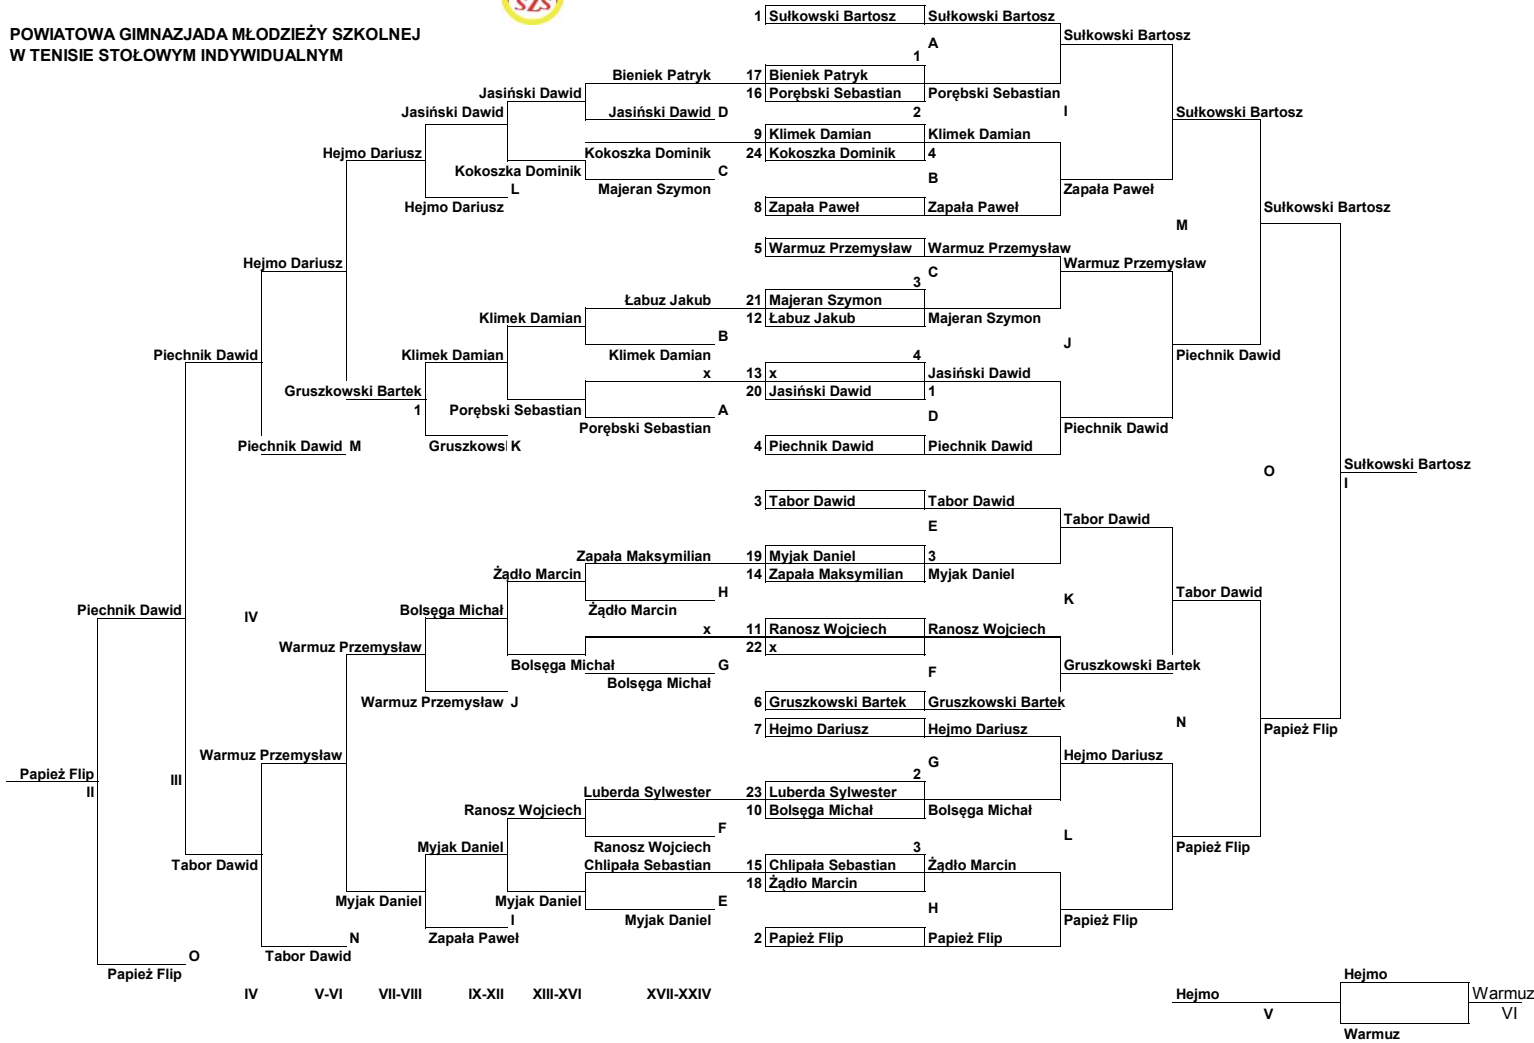 SZS
1 Sułkowski Bartosz Sułkowski Bartosz
POWIATOWA GIMNAZJADA MŁODZIEŻY SZKOLNEJ
Sułkowski Bartosz
A
W TENISIE STOŁOWYM INDYWIDUALNYM
1
Bieniek Patryk 17 Bieniek Patryk
Jasiński Dawid 16 Porębski Sebastian Porębski Sebastian
Jasiński Dawid Jasiński Dawid D 2 I Sułkowski Bartosz
9 Klimek Damian Klimek Damian
Hejmo Dariusz Kokoszka Dominik 24 Kokoszka Dominik 4
Kokoszka Dominik C B
L Majeran Szymon Zapała Paweł
Hejmo Dariusz 8 Zapała Paweł Zapała Paweł Sułkowski Bartosz
M
5 Warmuz Przemysław Warmuz Przemysław
Hejmo Dariusz Warmuz Przemysław
C
3
Łabuz Jakub 21 Majeran Szymon
Klimek Damian 12 Łabuz Jakub Majeran Szymon
B
J
Piechnik Dawid Klimek Damian Klimek Damian 4 Piechnik Dawid
x 13 x Jasiński Dawid
Gruszkowski Bartek 20 Jasiński Dawid 1
1 Porębski Sebastian A D
Porębski Sebastian Piechnik Dawid
Piechnik Dawid M Gruszkows K 4 Piechnik Dawid Piechnik Dawid
Sułkowski Bartosz
O
I
3 Tabor Dawid Tabor Dawid
Tabor Dawid
E
Zapała Maksymilian 19 Myjak Daniel 3
Żądło Marcin 14 Zapała Maksymilian Myjak Daniel
H Tabor Dawid
K
Piechnik Dawid Bolsęga Michał Żądło Marcin
IV
x 11 Ranosz Wojciech Ranosz Wojciech
Warmuz Przemysław 22 x
Bolsęga Michał G Gruszkowski Bartek
F
Bolsęga Michał
Warmuz Przemysław J 6 Gruszkowski Bartek Gruszkowski Bartek
N
7 Hejmo Dariusz Hejmo Dariusz Papież Flip
Warmuz Przemysław Hejmo Dariusz
G
Papież Flip III 2
II Luberda Sylwester 23 Luberda Sylwester
Ranosz Wojciech 10 Bolsęga Michał Bolsęga Michał
F
L
Myjak Daniel Ranosz Wojciech 3 Papież Flip
Tabor Dawid Chlipała Sebastian 15 Chlipała Sebastian Żądło Marcin
18 Żądło Marcin
Myjak Daniel Myjak Daniel E
H
I Myjak Daniel Papież Flip
N Zapała Paweł 2 Papież Flip Papież Flip
O Tabor Dawid
Papież Flip Hejmo
IV V-VI VII-VIII IX-XII XIII-XVI XVII-XXIV Hejmo Warmuz
V VI
Warmuz